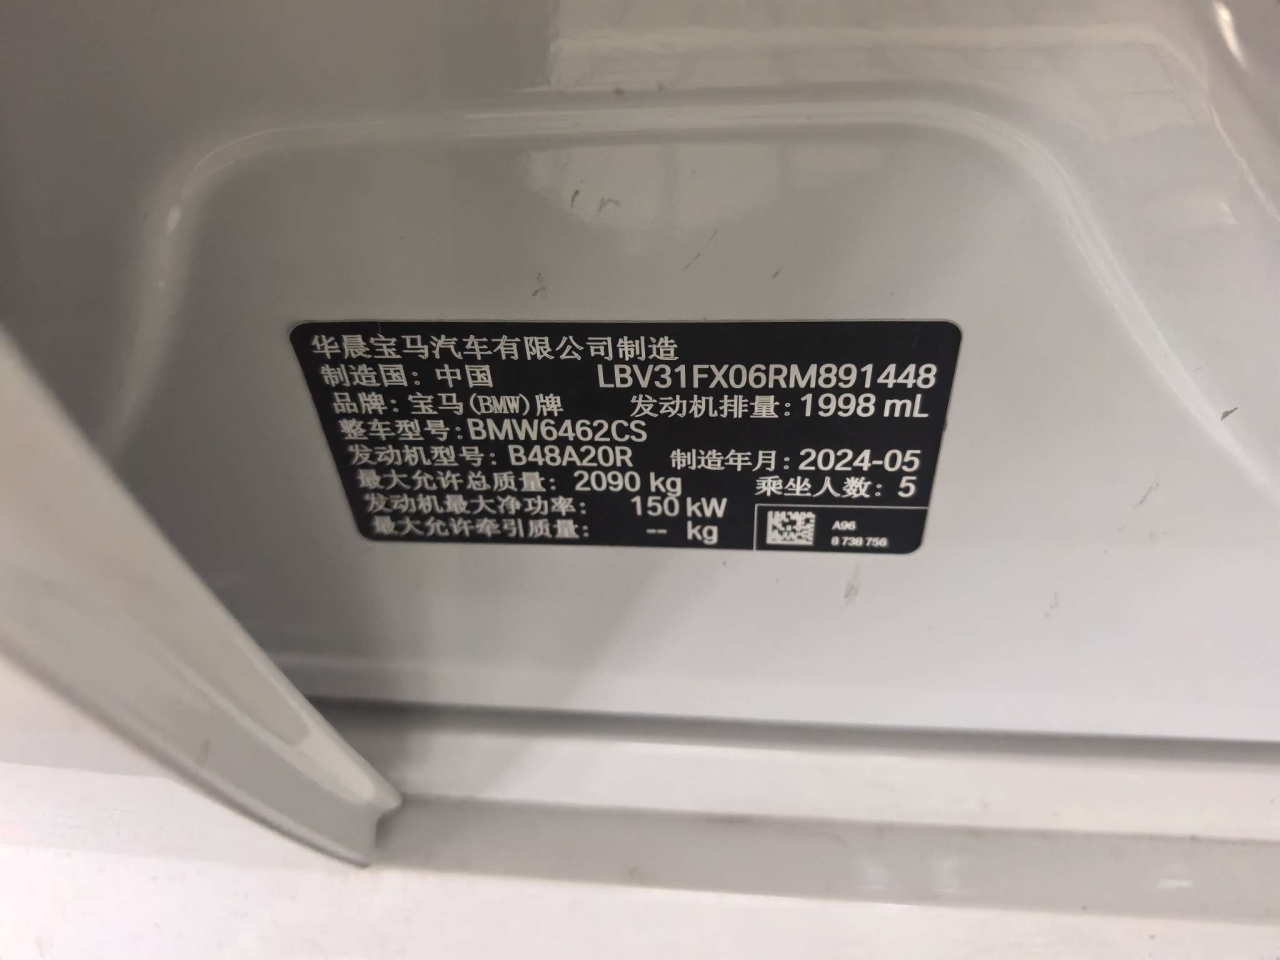 华晨宝马汽车有限公司制造
制造国：中国 LBV31FX06RM891448
品牌：宝马(BMW)牌 发动机排量：1998 mL
整车型号：BMW6462CS
发动机型号：B48A20R 制造年月：2024-05
最大允许总质量：2090 kg 乘坐人数：5
发动机最大净功率：150 kW
最大允许牵引质量：-- kg
A96
8 738 756